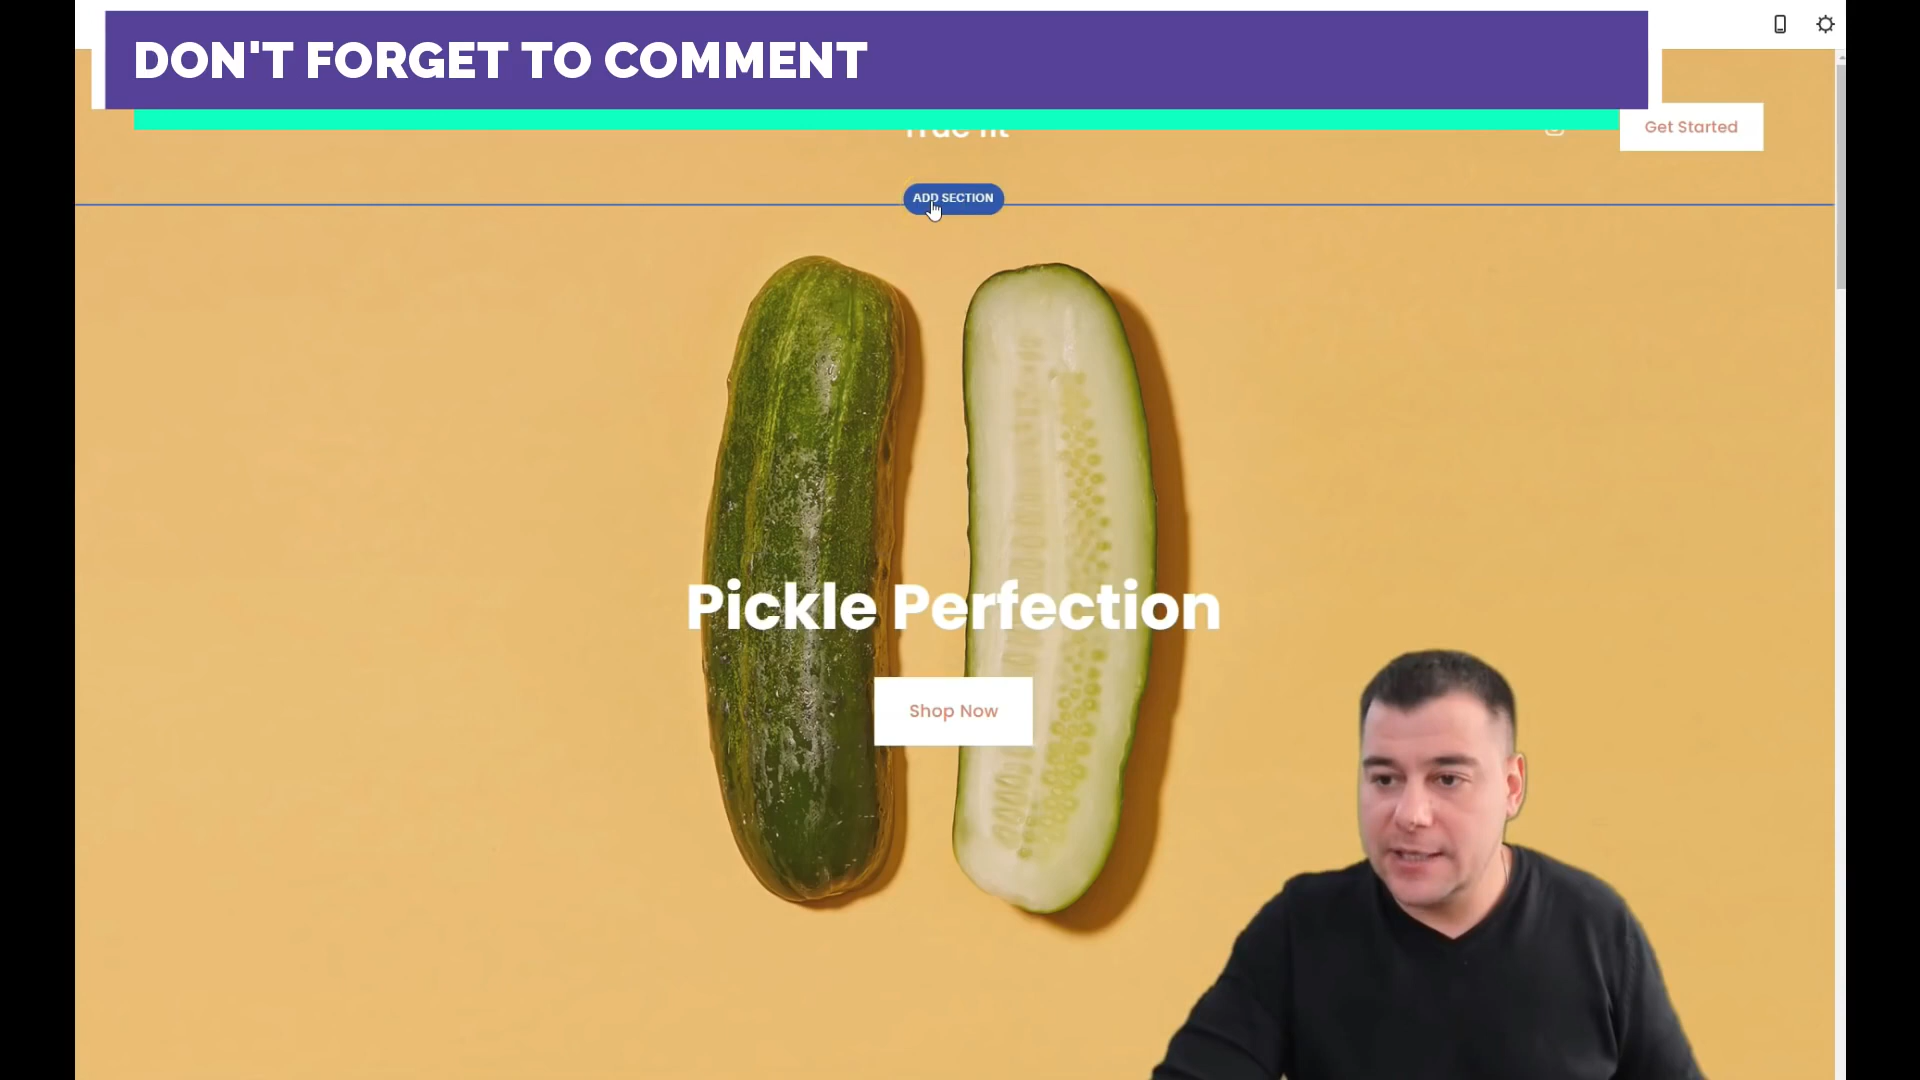 DON'T FORGET TO COMMENT
Get Started
ADD SECTION
Pickle Perfection
Shop Now